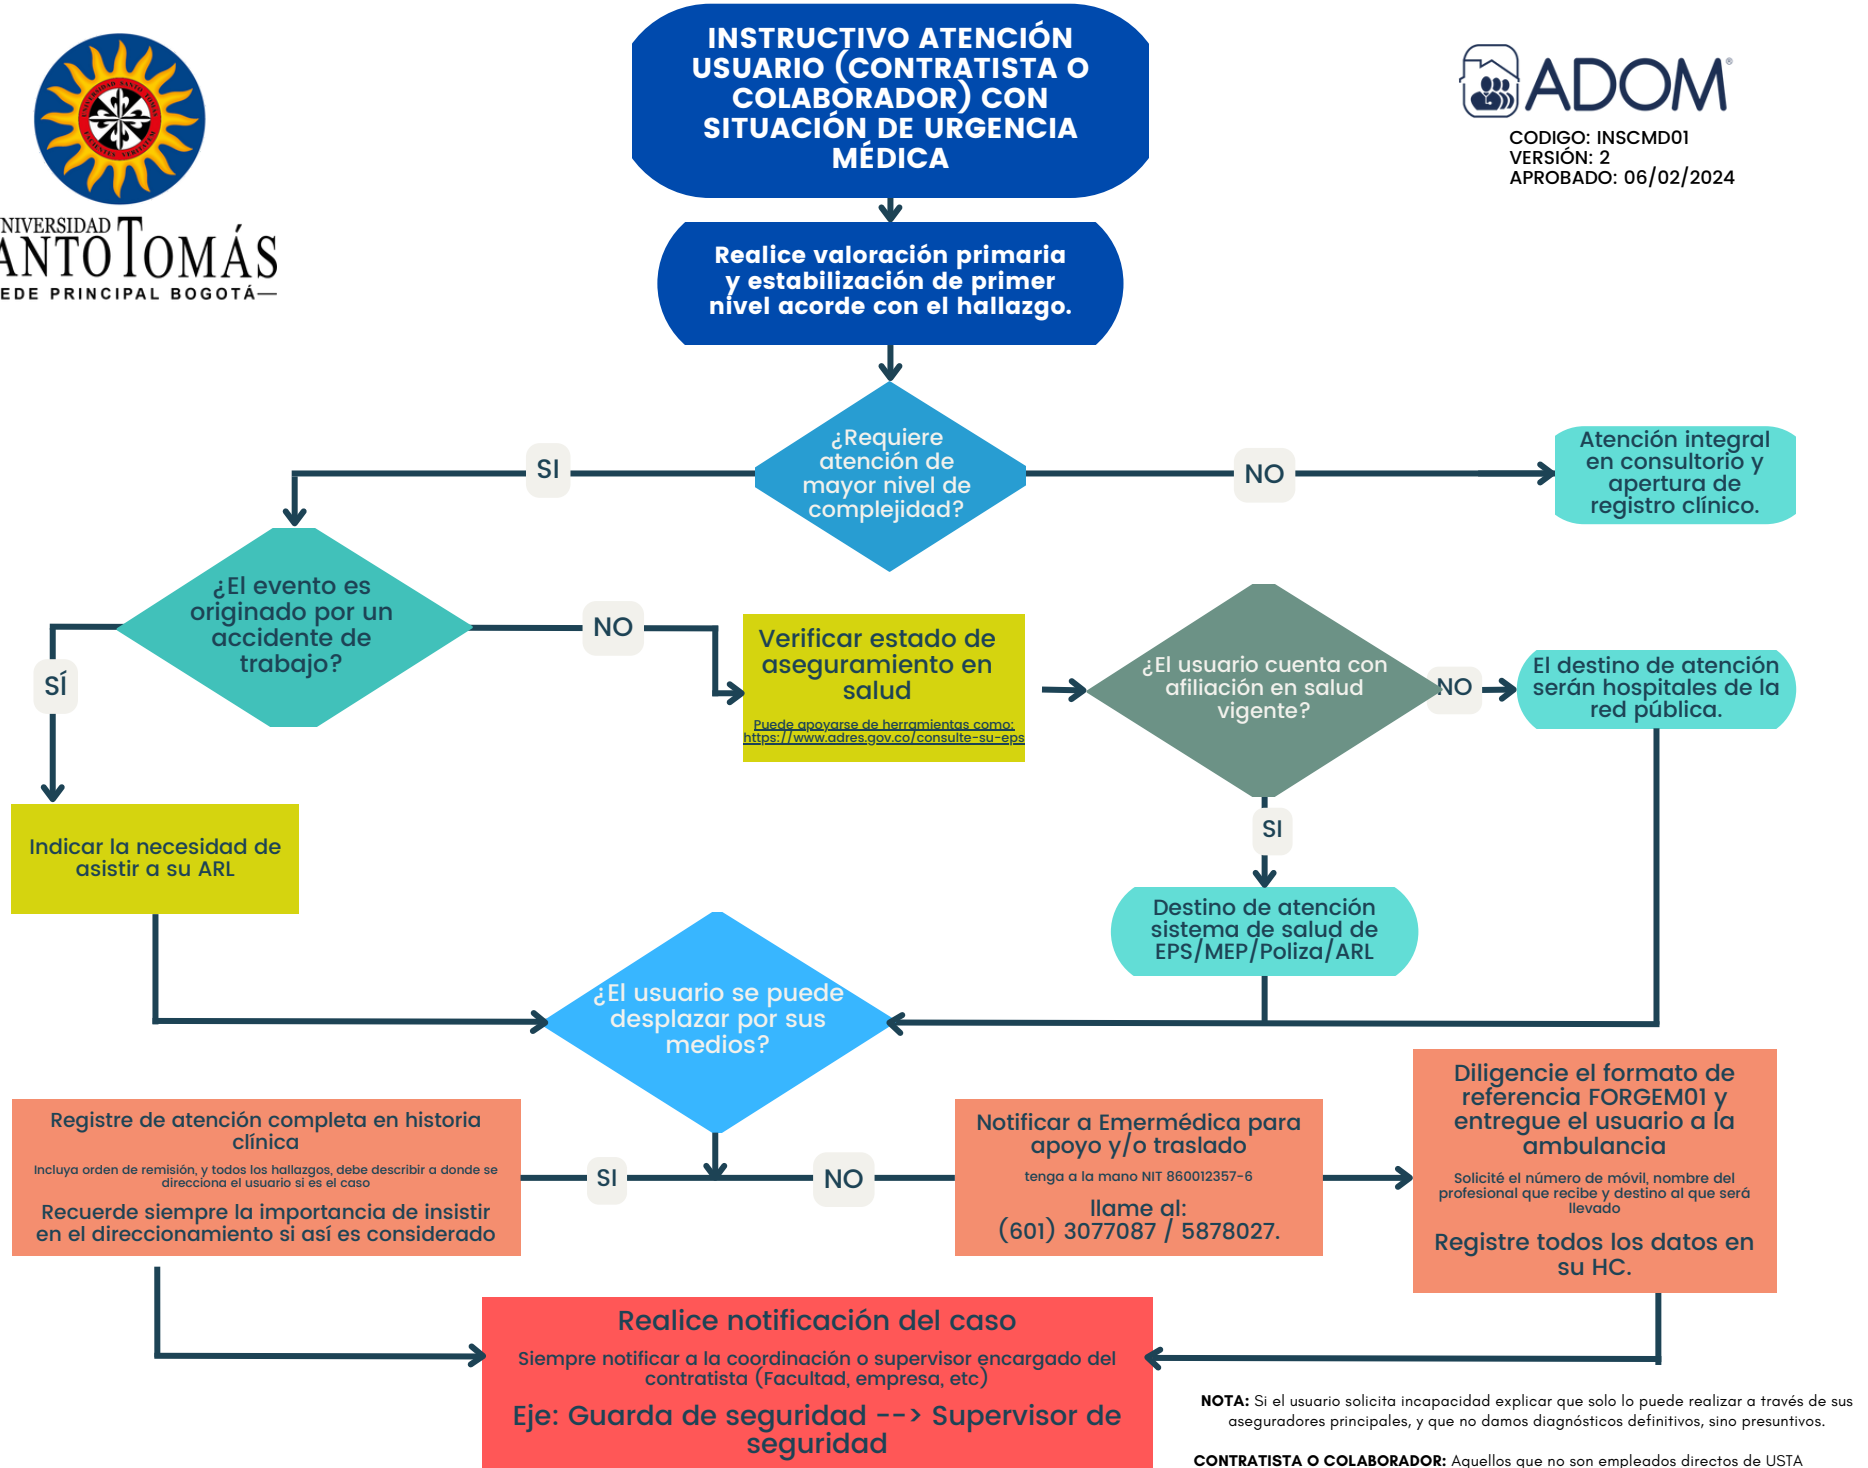 INSTRUCTIVO ATENCIÓN
USUARIO (CONTRATISTA O
COLABORADOR) CON
SITUACIÓN DE URGENCIA
MÉDICA
ADOM
CODIGO: INSCMD01
VERSIÓN: 2
APROBADO: 06/02/2024
NIVERSIDAD
ANTO TOMÁS
EDE PRINCIPAL BOGOTÁ
Realice valoración primaria
y estabilización de primer
nivel acorde con el hallazgo.
¿Requiere
atención de
mayor nivel de
complejidad?
SI
NO
Atención integral
en consultorio y
apertura de
registro clínico.
¿El evento es
originado por un
accidente de
trabajo?
SÍ
NO
Verificar estado de
aseguramiento en
salud
Puede apoyarse de herramientas como:
https://www.adres.gov.co/consulte-su-eps
¿El usuario cuenta con
afiliación en salud
vigente?
NO
El destino de atención
serán hospitales de la
red pública.
SI
Indicar la necesidad de
asistir a su ARL
Destino de atención
sistema de salud de
EPS/MEP/Poliza/ARL
¿El usuario se puede
desplazar por sus
medios?
Registre de atención completa en historia
clínica
Incluya orden de remisión, y todos los hallazgos, debe describir a donde se
direcciona el usuario si es el caso
Recuerde siempre la importancia de insistir
en el direccionamiento si así es considerado
SI
NO
Notificar a Emermédica para
apoyo y/o traslado
tenga a la mano NIT 860012357-6
llame al:
(601) 3077087 / 5878027.
Diligencie el formato de
referencia FORGEM01 y
entregue el usuario a la
ambulancia
Solicité el número de móvil, nombre del
profesional que recibe y destino al que será
llevado
Registre todos los datos en
su HC.
Realice notificación del caso
Siempre notificar a la coordinación o supervisor encargado del
contratista (Facultad, empresa, etc)
Eje: Guarda de seguridad --> Supervisor de
seguridad
NOTA: Si el usuario solicita incapacidad explicar que solo lo puede realizar a través de sus
aseguradores principales, y que no damos diagnósticos definitivos, sino presuntivos.
CONTRATISTA O COLABORADOR: Aquellos que no son empleados directos de USTA